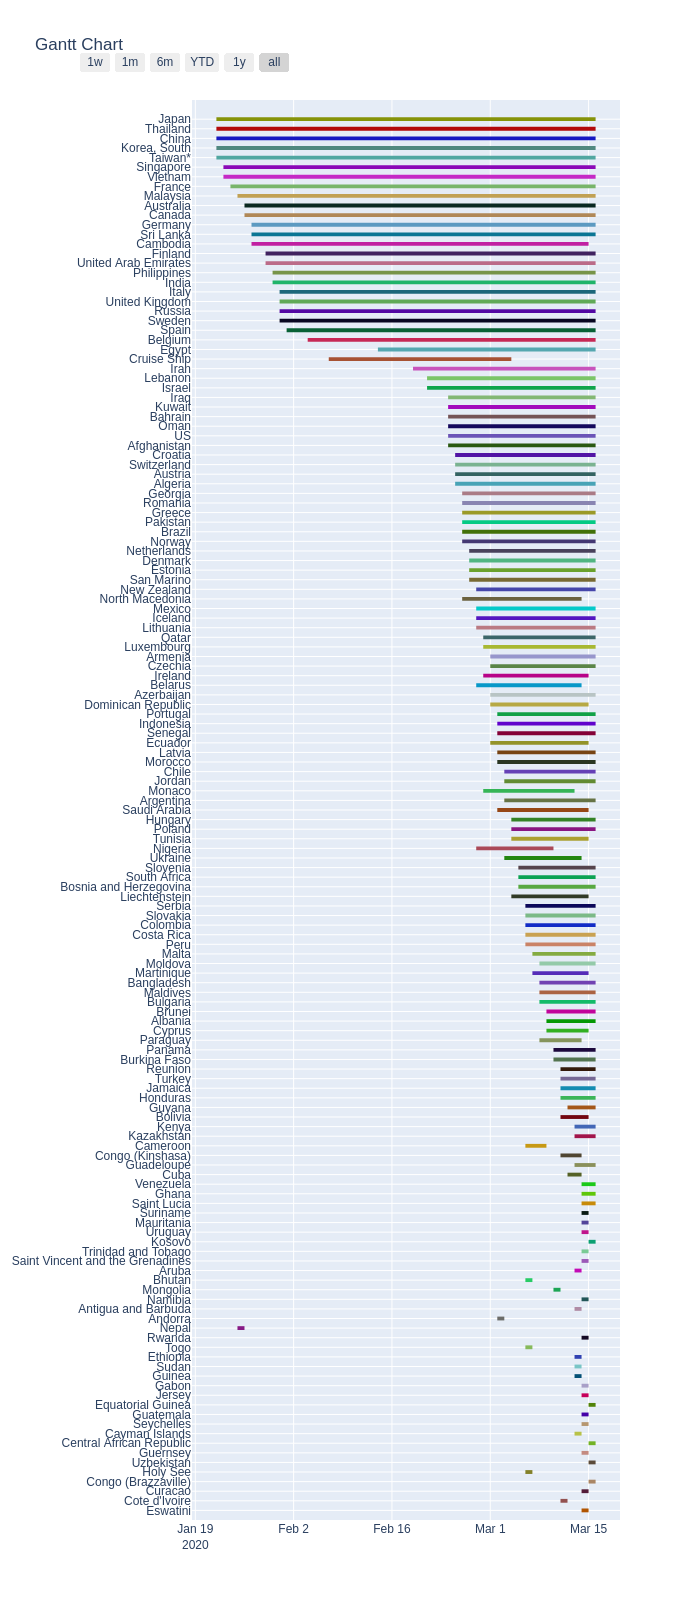 Gantt Chart
1w 1m 6m YTD 1y all
Japan
Thailand
China
Korea, South
Taiwan*
Singapore
Vietnam
France
Malaysia
Australia
Canada
Germany
Sri Lanka
Cambodia
Finland
United Arab Emirates
Philippines
India
Italy
United Kingdom
Russia
Sweden
Spain
Belgium
Egypt
Cruise Ship
Iran
Lebanon
Israel
Iraq
Kuwait
Bahrain
Oman
US
Afghanistan
Croatia
Switzerland
Austria
Algeria
Georgia
Romania
Greece
Pakistan
Brazil
Norway
Netherlands
Denmark
Estonia
San Marino
New Zealand
North Macedonia
Mexico
Iceland
Lithuania
Qatar
Luxembourg
Armenia
Czechia
Ireland
Belarus
Azerbaijan
Dominican Republic
Portugal
Indonesia
Senegal
Ecuador
Latvia
Morocco
Chile
Jordan
Monaco
Argentina
Saudi Arabia
Hungary
Poland
Tunisia
Nigeria
Ukraine
Slovenia
South Africa
Bosnia and Herzegovina
Liechtenstein
Serbia
Slovakia
Colombia
Costa Rica
Peru
Malta
Moldova
Martinique
Bangladesh
Maldives
Bulgaria
Brunei
Albania
Cyprus
Paraguay
Panama
Burkina Faso
Reunion
Turkey
Jamaica
Honduras
Guyana
Bolivia
Kenya
Kazakhstan
Cameroon
Congo (Kinshasa)
Guadeloupe
Cuba
Venezuela
Ghana
Saint Lucia
Suriname
Mauritania
Uruguay
Kosovo
Trinidad and Tobago
Saint Vincent and the Grenadines
Aruba
Bhutan
Mongolia
Namibia
Antigua and Barbuda
Andorra
Nepal
Rwanda
Togo
Ethiopia
Sudan
Guinea
Gabon
Jersey
Equatorial Guinea
Guatemala
Seychelles
Cayman Islands
Central African Republic
Guernsey
Uzbekistan
Holy See
Congo (Brazzaville)
Curacao
Cote d'Ivoire
Eswatini
Jan 19 Feb 2 Feb 16 Mar 1 Mar 15
2020